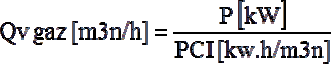 Qv gaz [m3n/h] = P[kW] / PCI[kw.h/m3n]